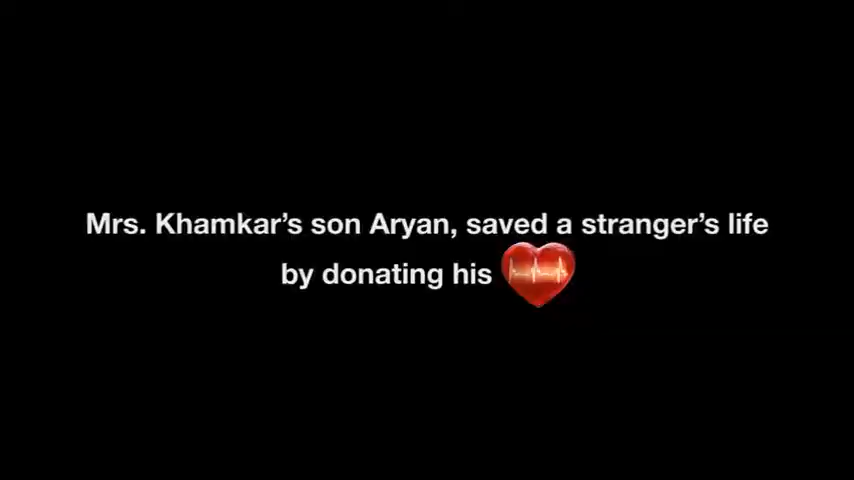 Mrs. Khamkar’s son Aryan, saved a stranger’s life
by donating his